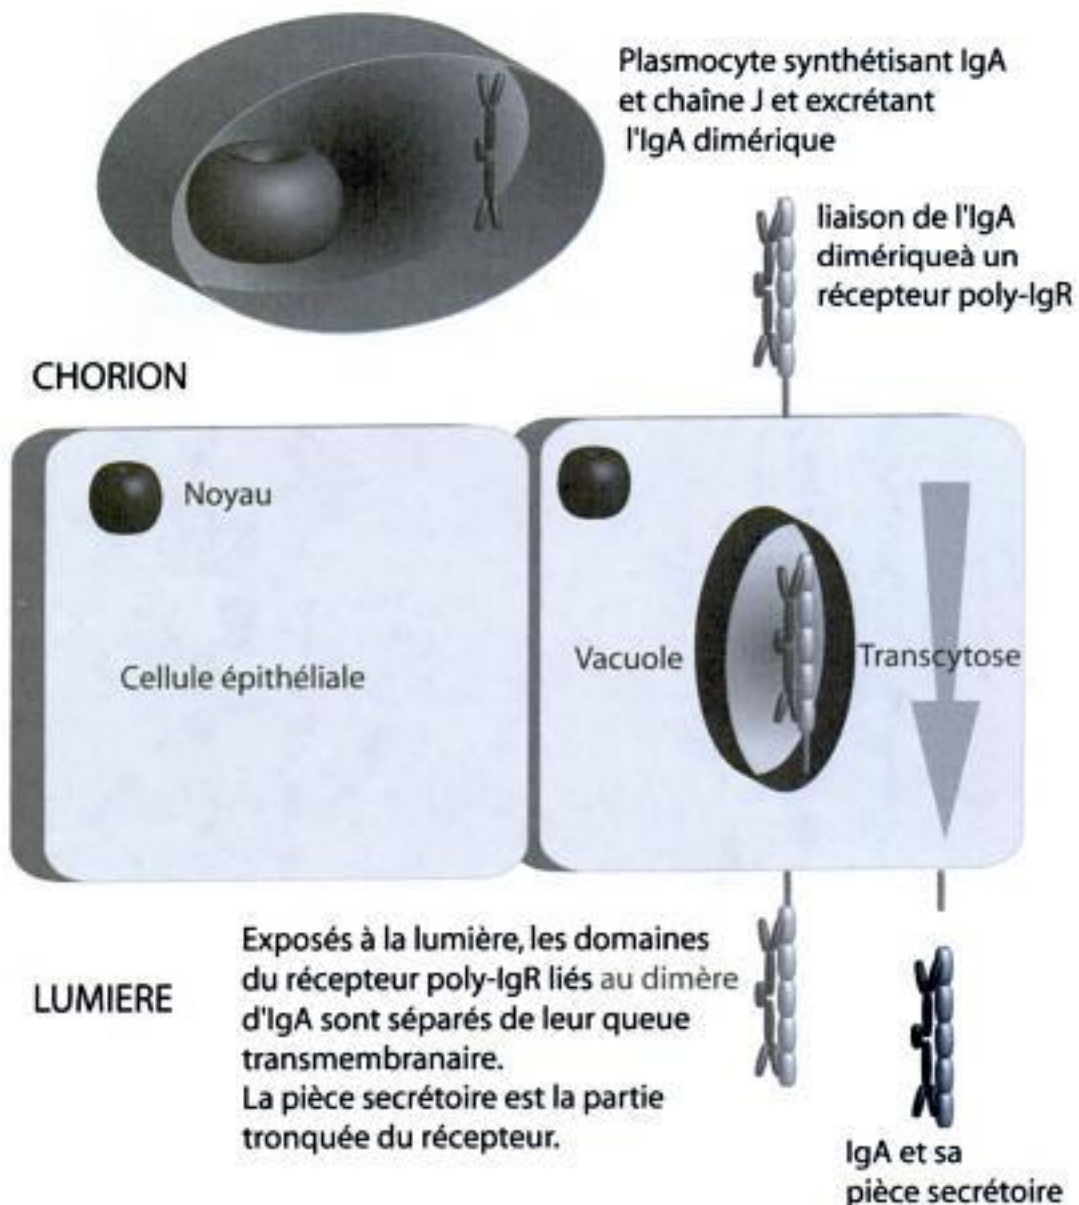 Plasmocyte synthétisant IgA
et chaîne J et excrétant
l'IgA dimérique
liaison de l'IgA
dimériqueà un
récepteur poly-IgR
CHORION
Noyau
Cellule épithéliale
Vacuole
Transcytose
LUMIERE
Exposés à la lumière, les domaines
du récepteur poly-IgR liés au dimère
d'IgA sont séparés de leur queue
transmembranaire.
La pièce secrétoire est la partie
tronquée du récepteur.
IgA et sa
pièce secrétoire